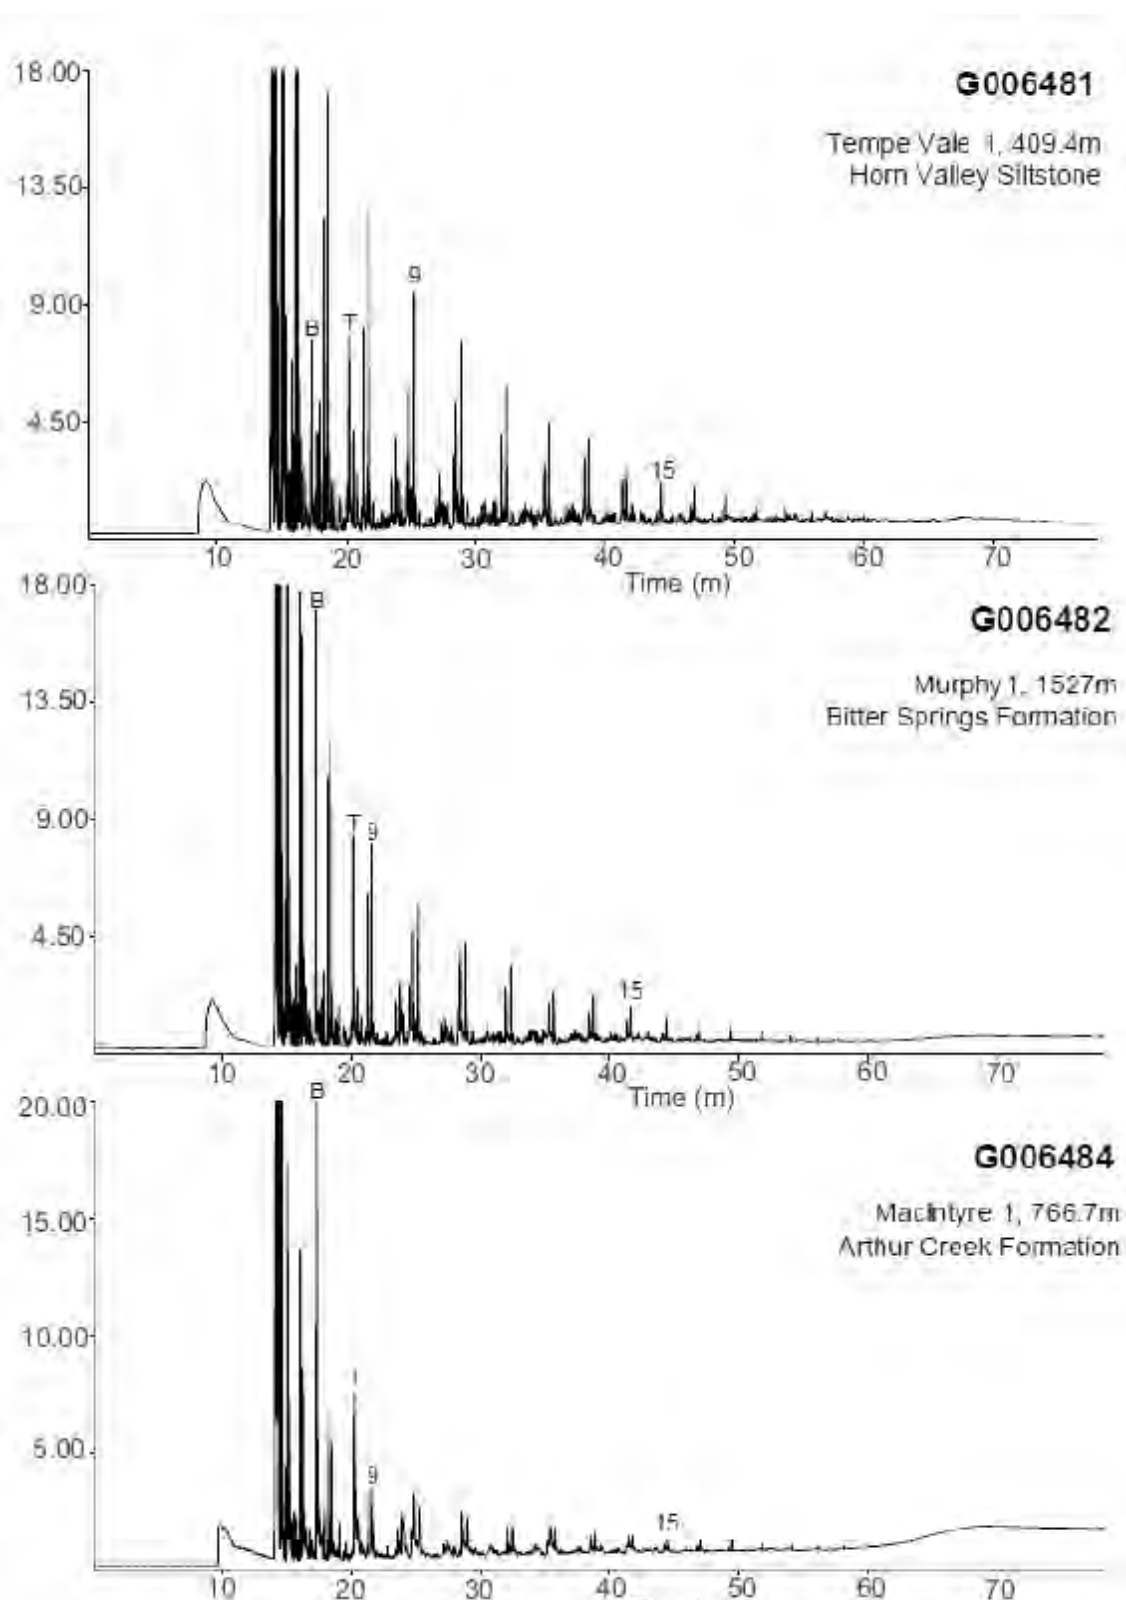 18.00
G006481
Tempe Vale 1, 409.4m
13.50
Horn Valley Siltstone
9
9.00
B T
4.50
15
10 20 30 40 50 60 70
Time (m)
18.00
B
G006482
Murphy 1, 1527m
13.50
Bitter Springs Formation
9.00
T 9
4.50
15
10 20 30 40 50 60 70
Time (m)
B
20.00
G006484
MacIntyre 1, 766.7m
15.00
Arthur Creek Formation
10.00
5.00
9
15
10 20 30 40 50 60 70